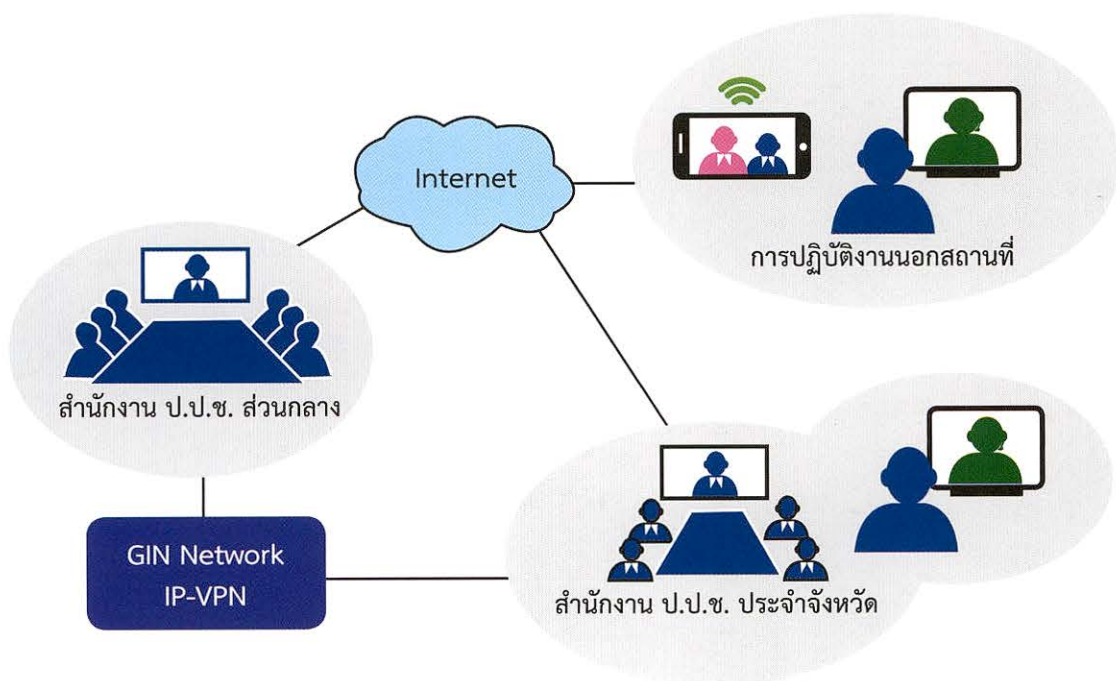 Internet
การปฏิบัติงานนอกสถานที่
สำนักงาน ป.ป.ช. ส่วนกลาง
GIN Network
IP-VPN
สำนักงาน ป.ป.ช. ประจำจังหวัด